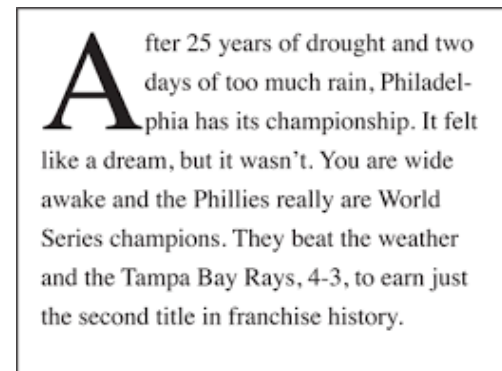 After 25 years of drought and two
days of too much rain, Philadel-
phia has its championship. It felt
like a dream, but it wasn't. You are wide
awake and the Phillies really are World
Series champions. They beat the weather
and the Tampa Bay Rays, 4-3, to earn just
the second title in franchise history.